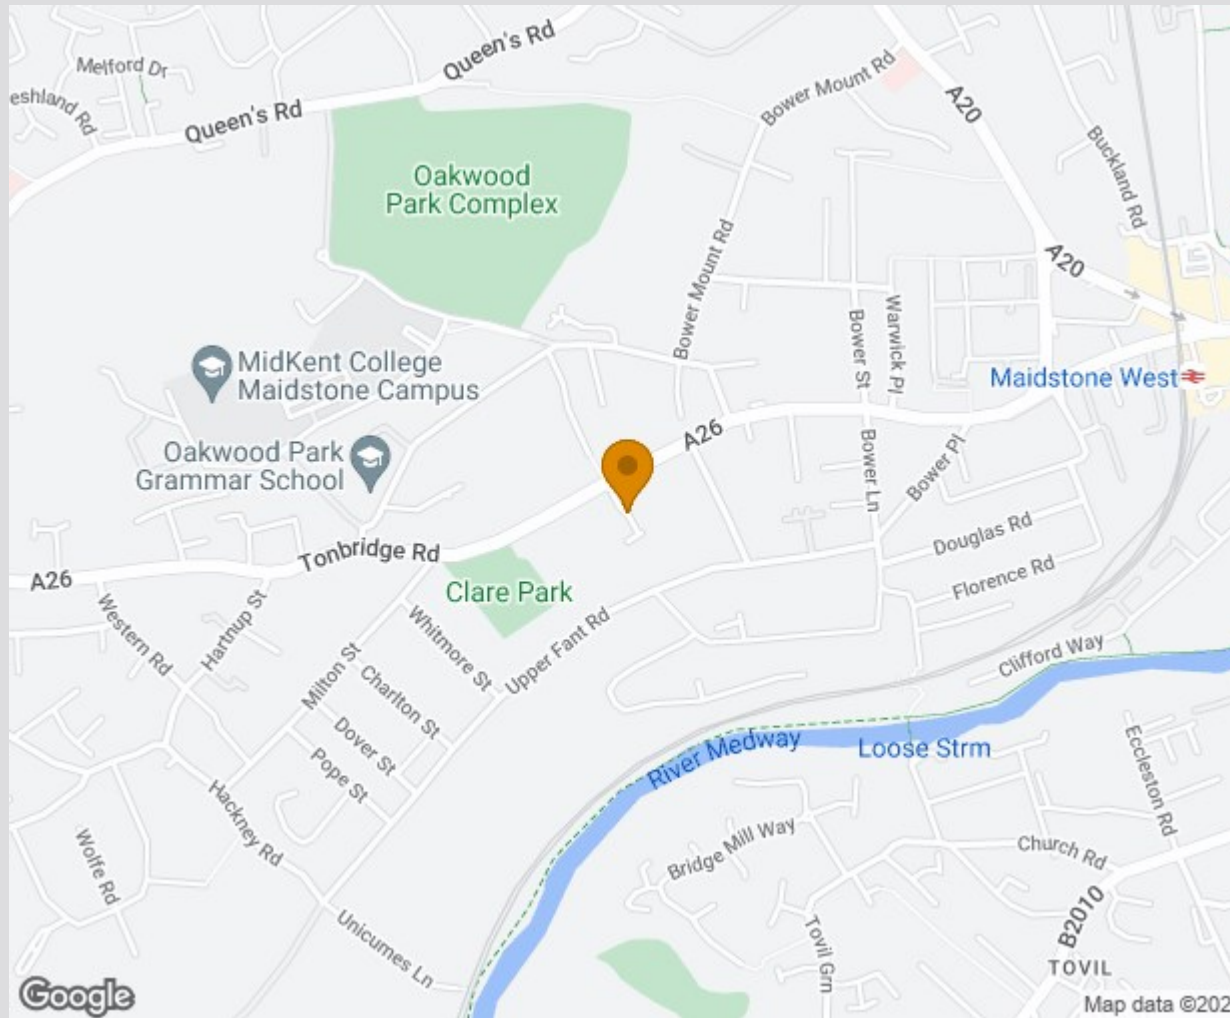 Queen's Rd
Melford Dr
eshland Rd
Queen's Rd
Bower Mount Rd
A20
Buckland Rd
Oakwood
Park Complex
Bower Mount Rd
A20
Warwick Pl
Bower St
MidKent College
Maidstone Campus
Maidstone West
A26
Oakwood Park
Grammar School
Bower Ln
Bower Pl
Douglas Rd
Tonbridge Rd
A26
Clare Park
Florence Rd
Western Rd
Hartnup St
Whitmore St
Upper Fant Rd
Clifford Way
Milton St
Charlton St
Dover St
Pope St
River Medway
Loose Strm
Eccleston Rd
Hackney Rd
Wolfe Rd
Bridge Mill Way
Church Rd
B2010
Unicumes Ln
Tovil Grn
TOVIL
Google
Map data ©202